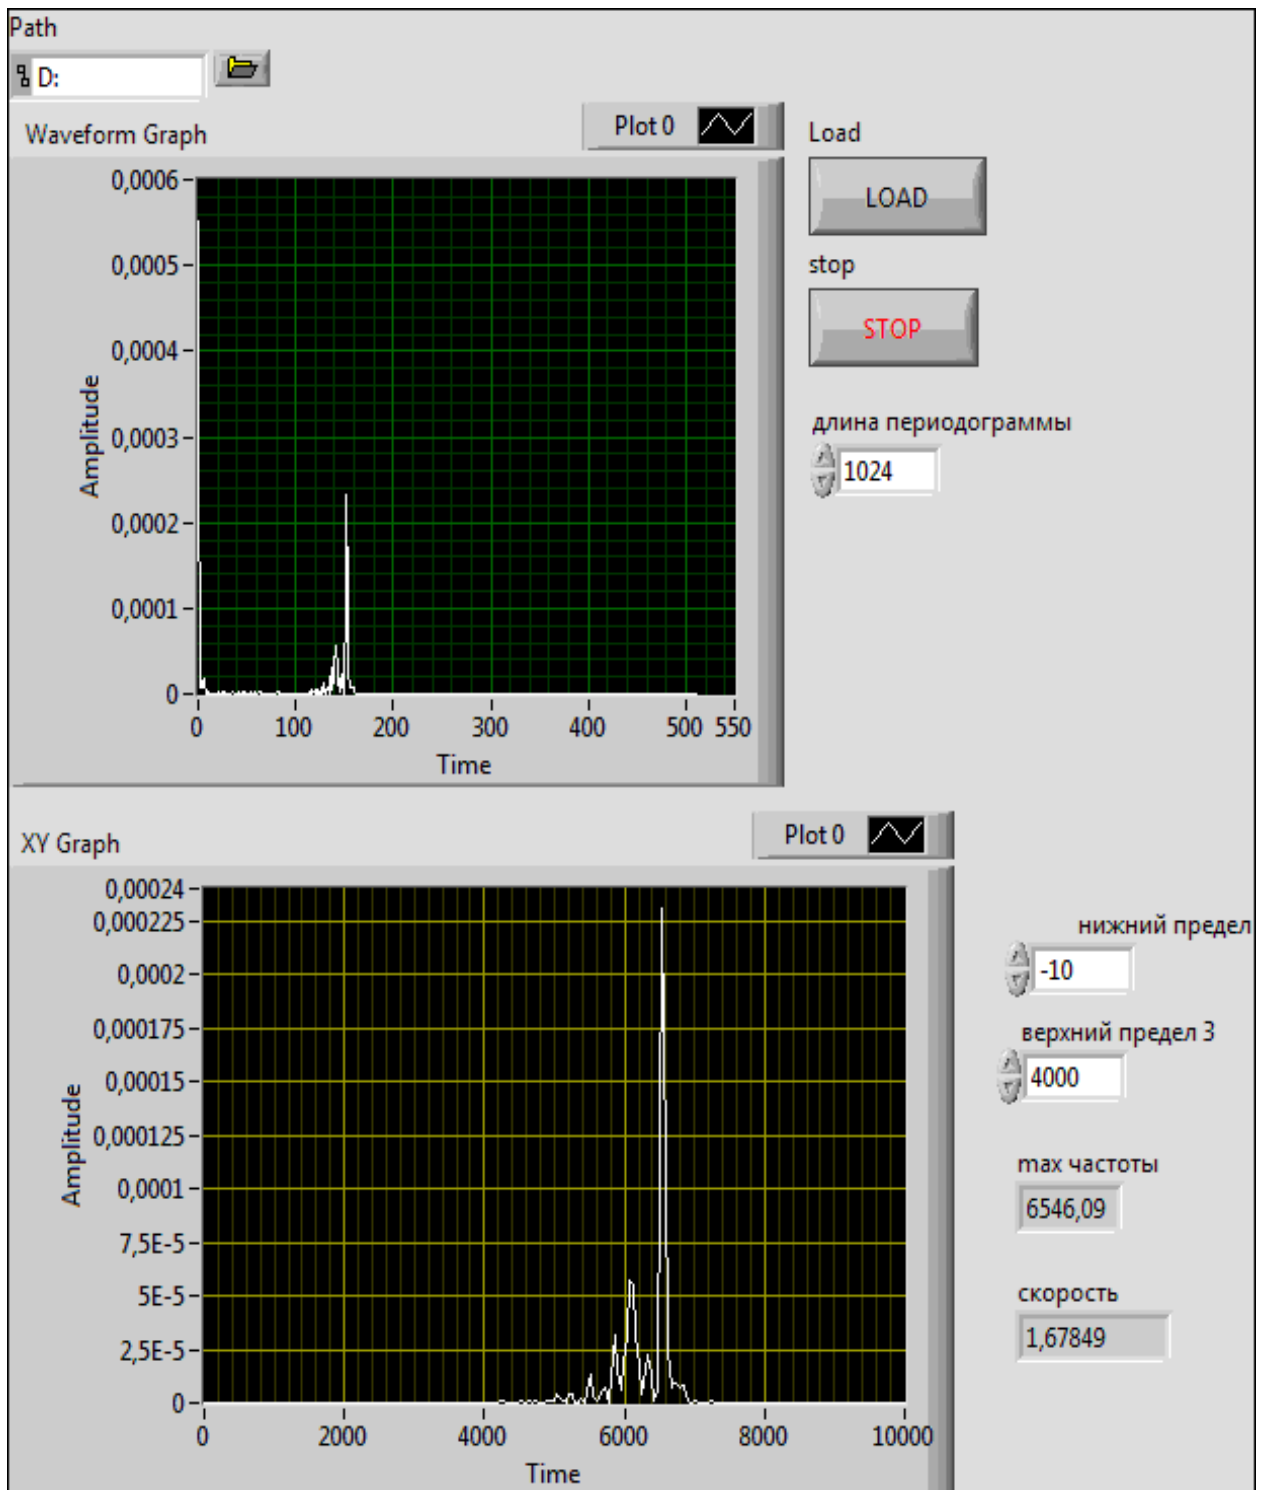 Path
D:
Waveform Graph
Plot 0
0,0006
0,0005
0,0004
0,0003
0,0002
0,0001
0
Amplitude
0 100 200 300 400 500 550
Time
Load
LOAD
stop
STOP
длина периодограммы
1024
XY Graph
Plot 0
0,00024
0,000225
0,0002
0,000175
0,00015
0,000125
0,0001
7,5E-5
5E-5
2,5E-5
0
Amplitude
0 2000 4000 6000 8000 10000
Time
нижний предел
-10
верхний предел 3
4000
max частоты
6546,09
скорость
1,67849